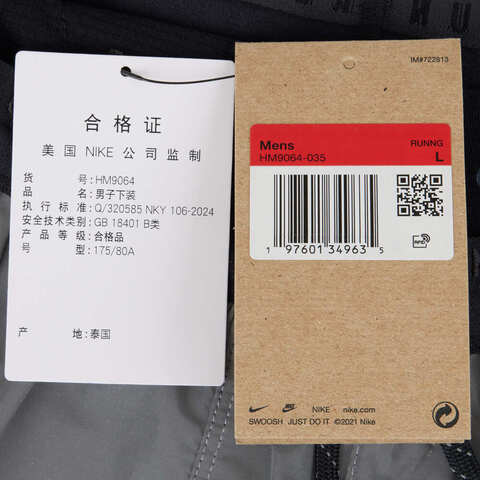 合格证
美国 NIKE 公司监制
货 号: HM9064
品 名: 男子下装
执行标准: Q/320585 NKY 106-2024
安全技术类别: GB 18401 B类
产品等级: 合格品
号 型: 175/80A
产 地: 泰国
IM#722813
Mens
RUNNG
HM9064-035
L
1 97601 34963 5
RFID
NIKE nike.com
SWOOSH JUST DO IT ©2021 Nike